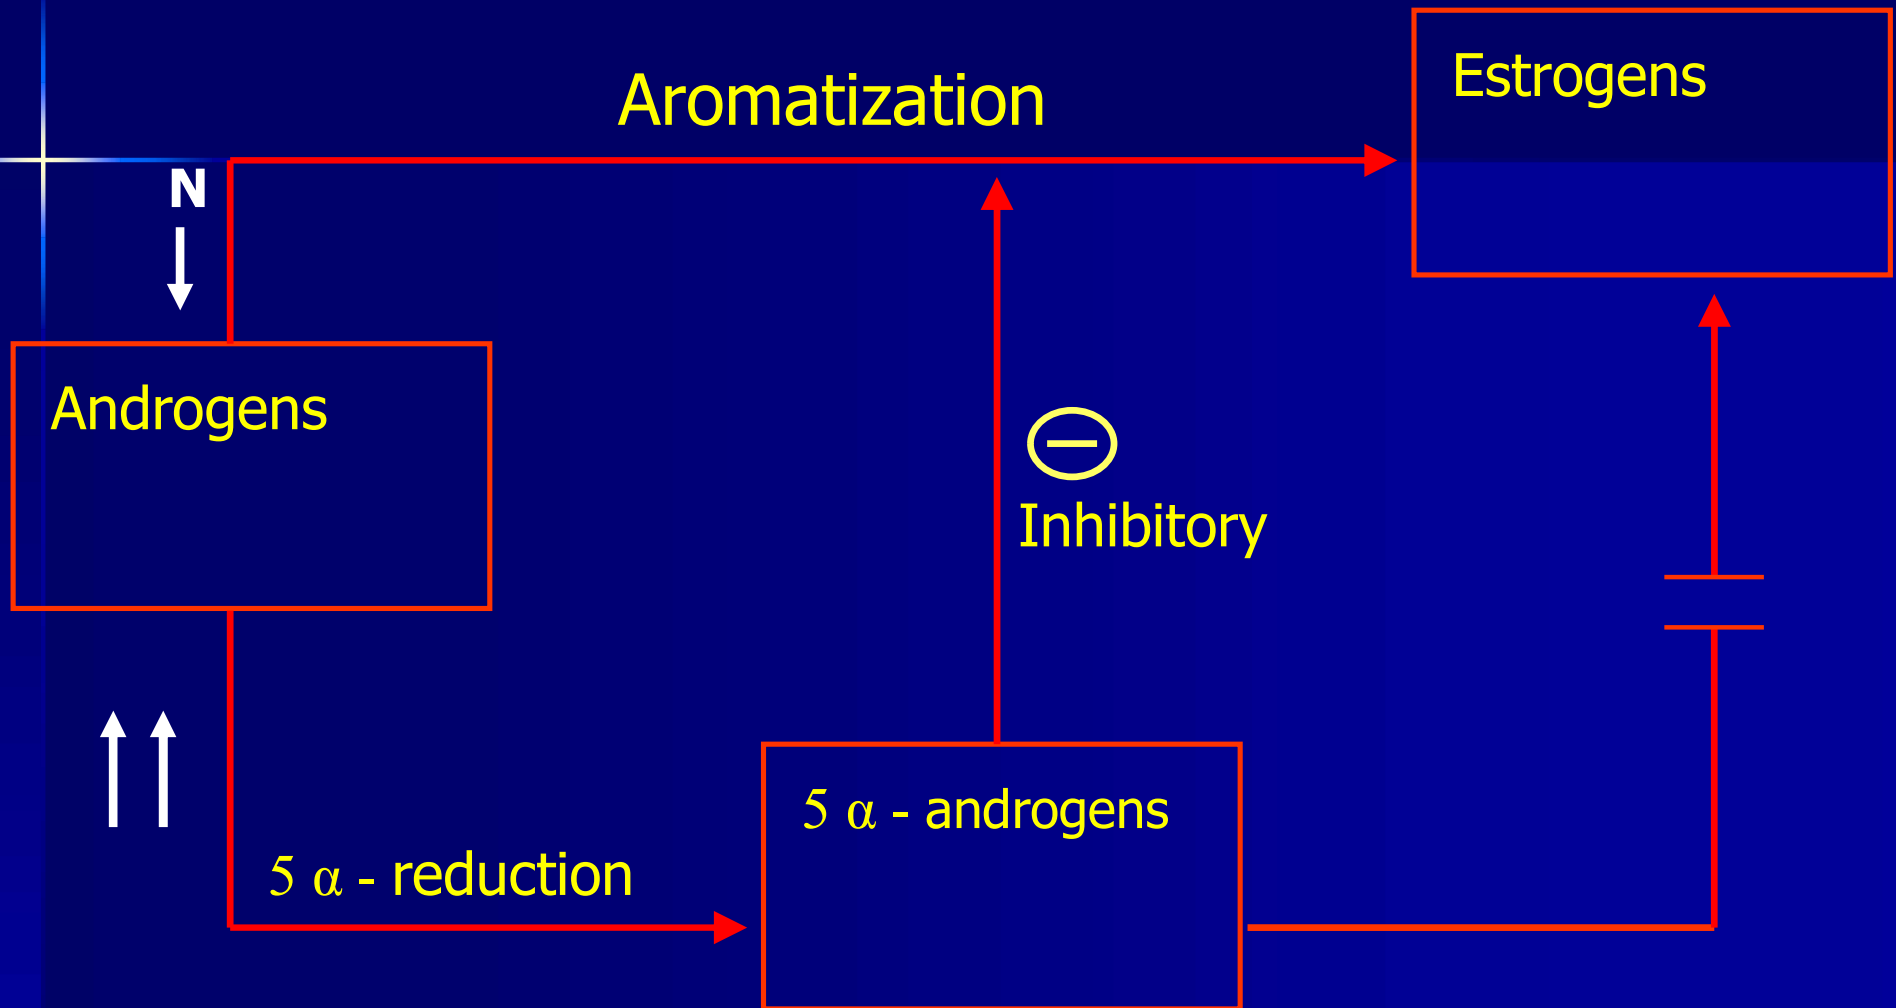 Estrogens
Aromatization
N
Androgens
Inhibitory
5 α - androgens
5 α - reduction